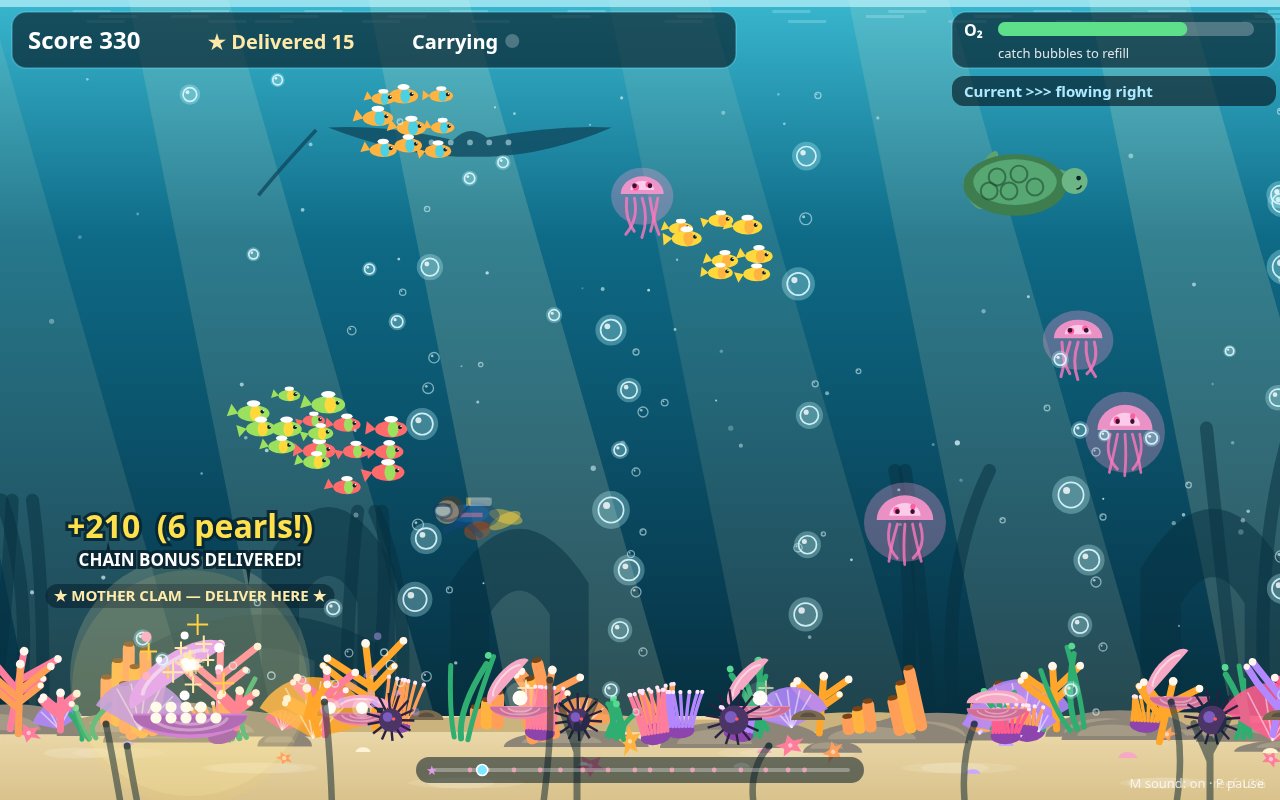 Score 330
★ Delivered 15
Carrying
O₂
catch bubbles to refill
Current >>> flowing right
+210 (6 pearls!)
CHAIN BONUS DELIVERED!
★ MOTHER CLAM — DELIVER HERE ★
M sound: on · P pause